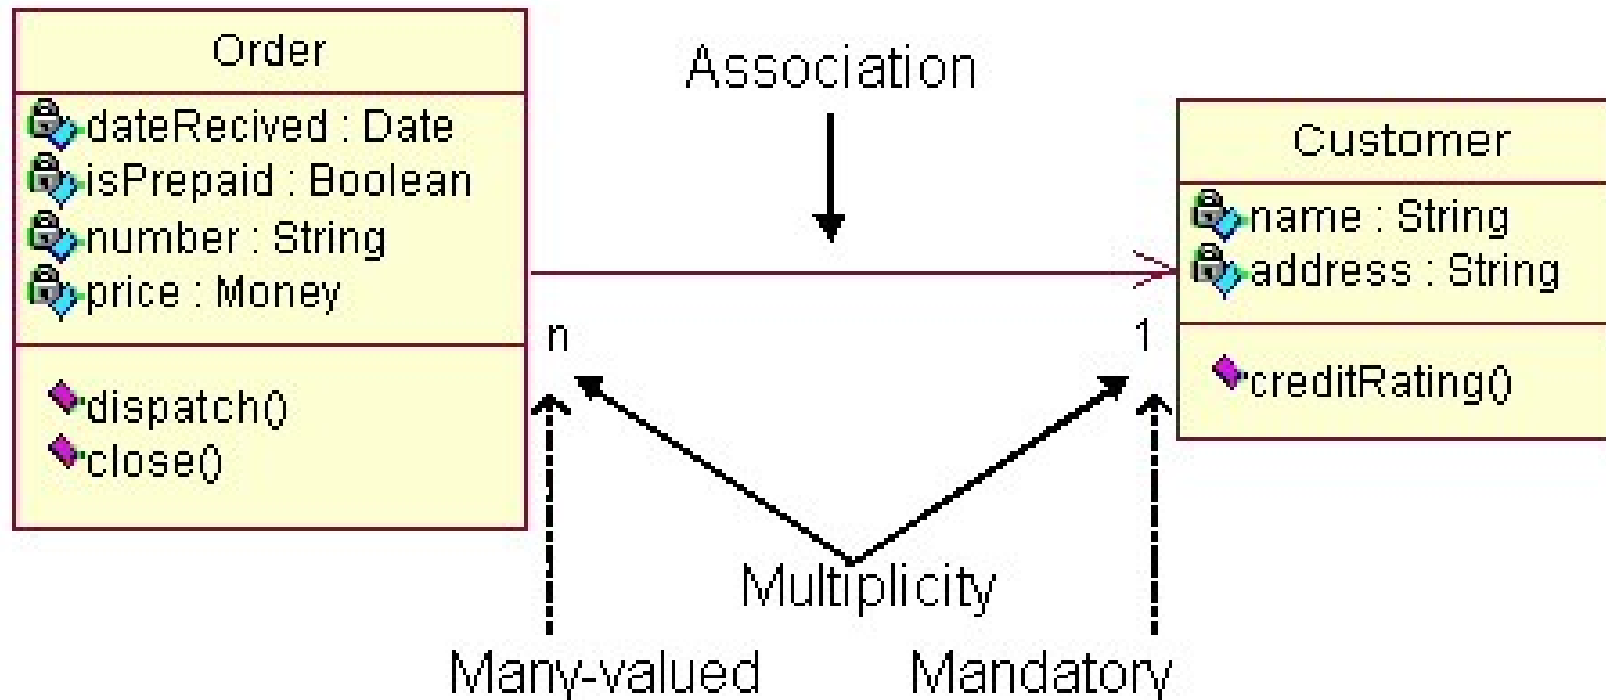 Order
dateRecived : Date
isPrepaid : Boolean
number : String
price : Money
dispatch()
close()
Association
n
1
Multiplicity
Many-valued
Mandatory
Customer
name : String
address : String
creditRating()